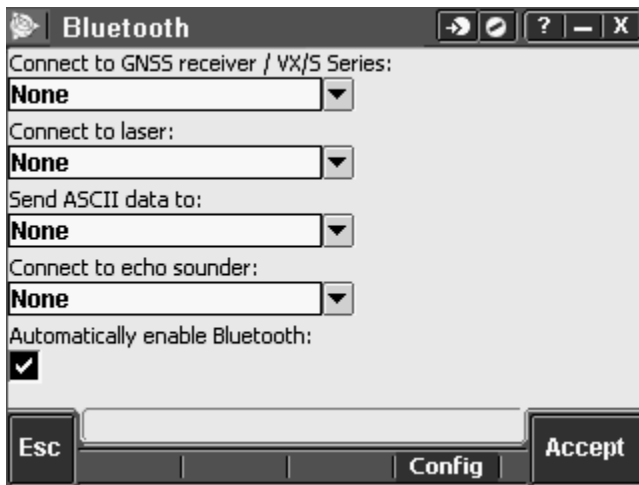 Bluetooth ? – X
Connect to GNSS receiver / VX/S Series:
None
Connect to laser:
None
Send ASCII data to:
None
Connect to echo sounder:
None
Automatically enable Bluetooth:
Esc
Config
Accept